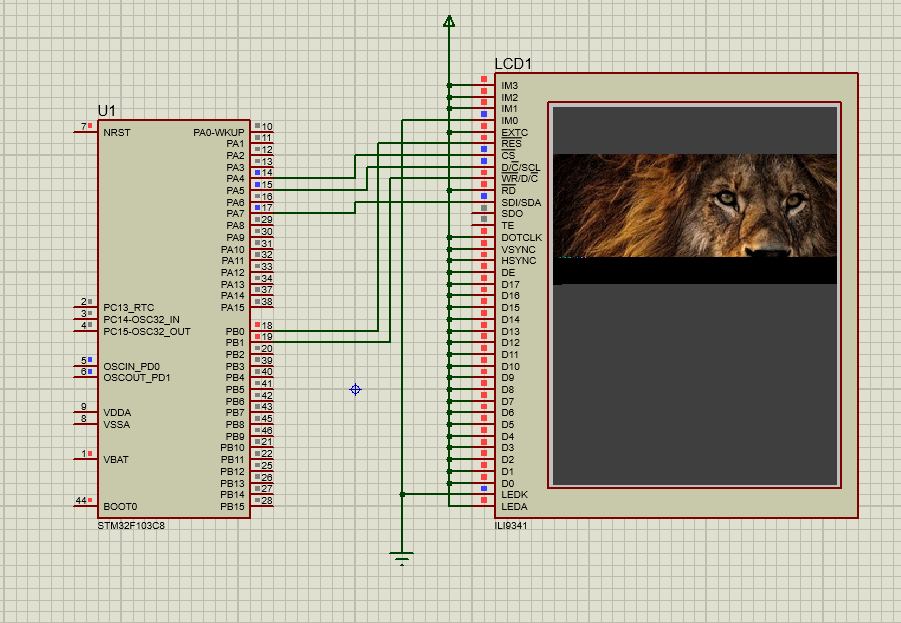 U1
7 NRST
2 PC13_RTC
3 PC14-OSC32_IN
4 PC15-OSC32_OUT
5 OSCIN_PD0
6 OSCOUT_PD1
9 VDDA
8 VSSA
1 VBAT
44 BOOT0
PA0-WKUP 10
PA1 11
PA2 12
PA3 13
PA4 14
PA5 15
PA6 16
PA7 17
PA8 29
PA9 30
PA10 31
PA11 32
PA12 33
PA13 34
PA14 37
PA15 38
PB0 18
PB1 19
PB2 20
PB3 39
PB4 40
PB5 41
PB6 42
PB7 43
PB8 45
PB9 46
PB10 21
PB11 22
PB12 25
PB13 26
PB14 27
PB15 28
STM32F103C8
LCD1
IM3
IM2
IM1
IM0
EXTC
RES
CS
D/C/SCL
WR/D/C
RD
SDI/SDA
SDO
TE
DOTCLK
VSYNC
HSYNC
DE
D17
D16
D15
D14
D13
D12
D11
D10
D9
D8
D7
D6
D5
D4
D3
D2
D1
D0
LEDK
LEDA
ILI9341